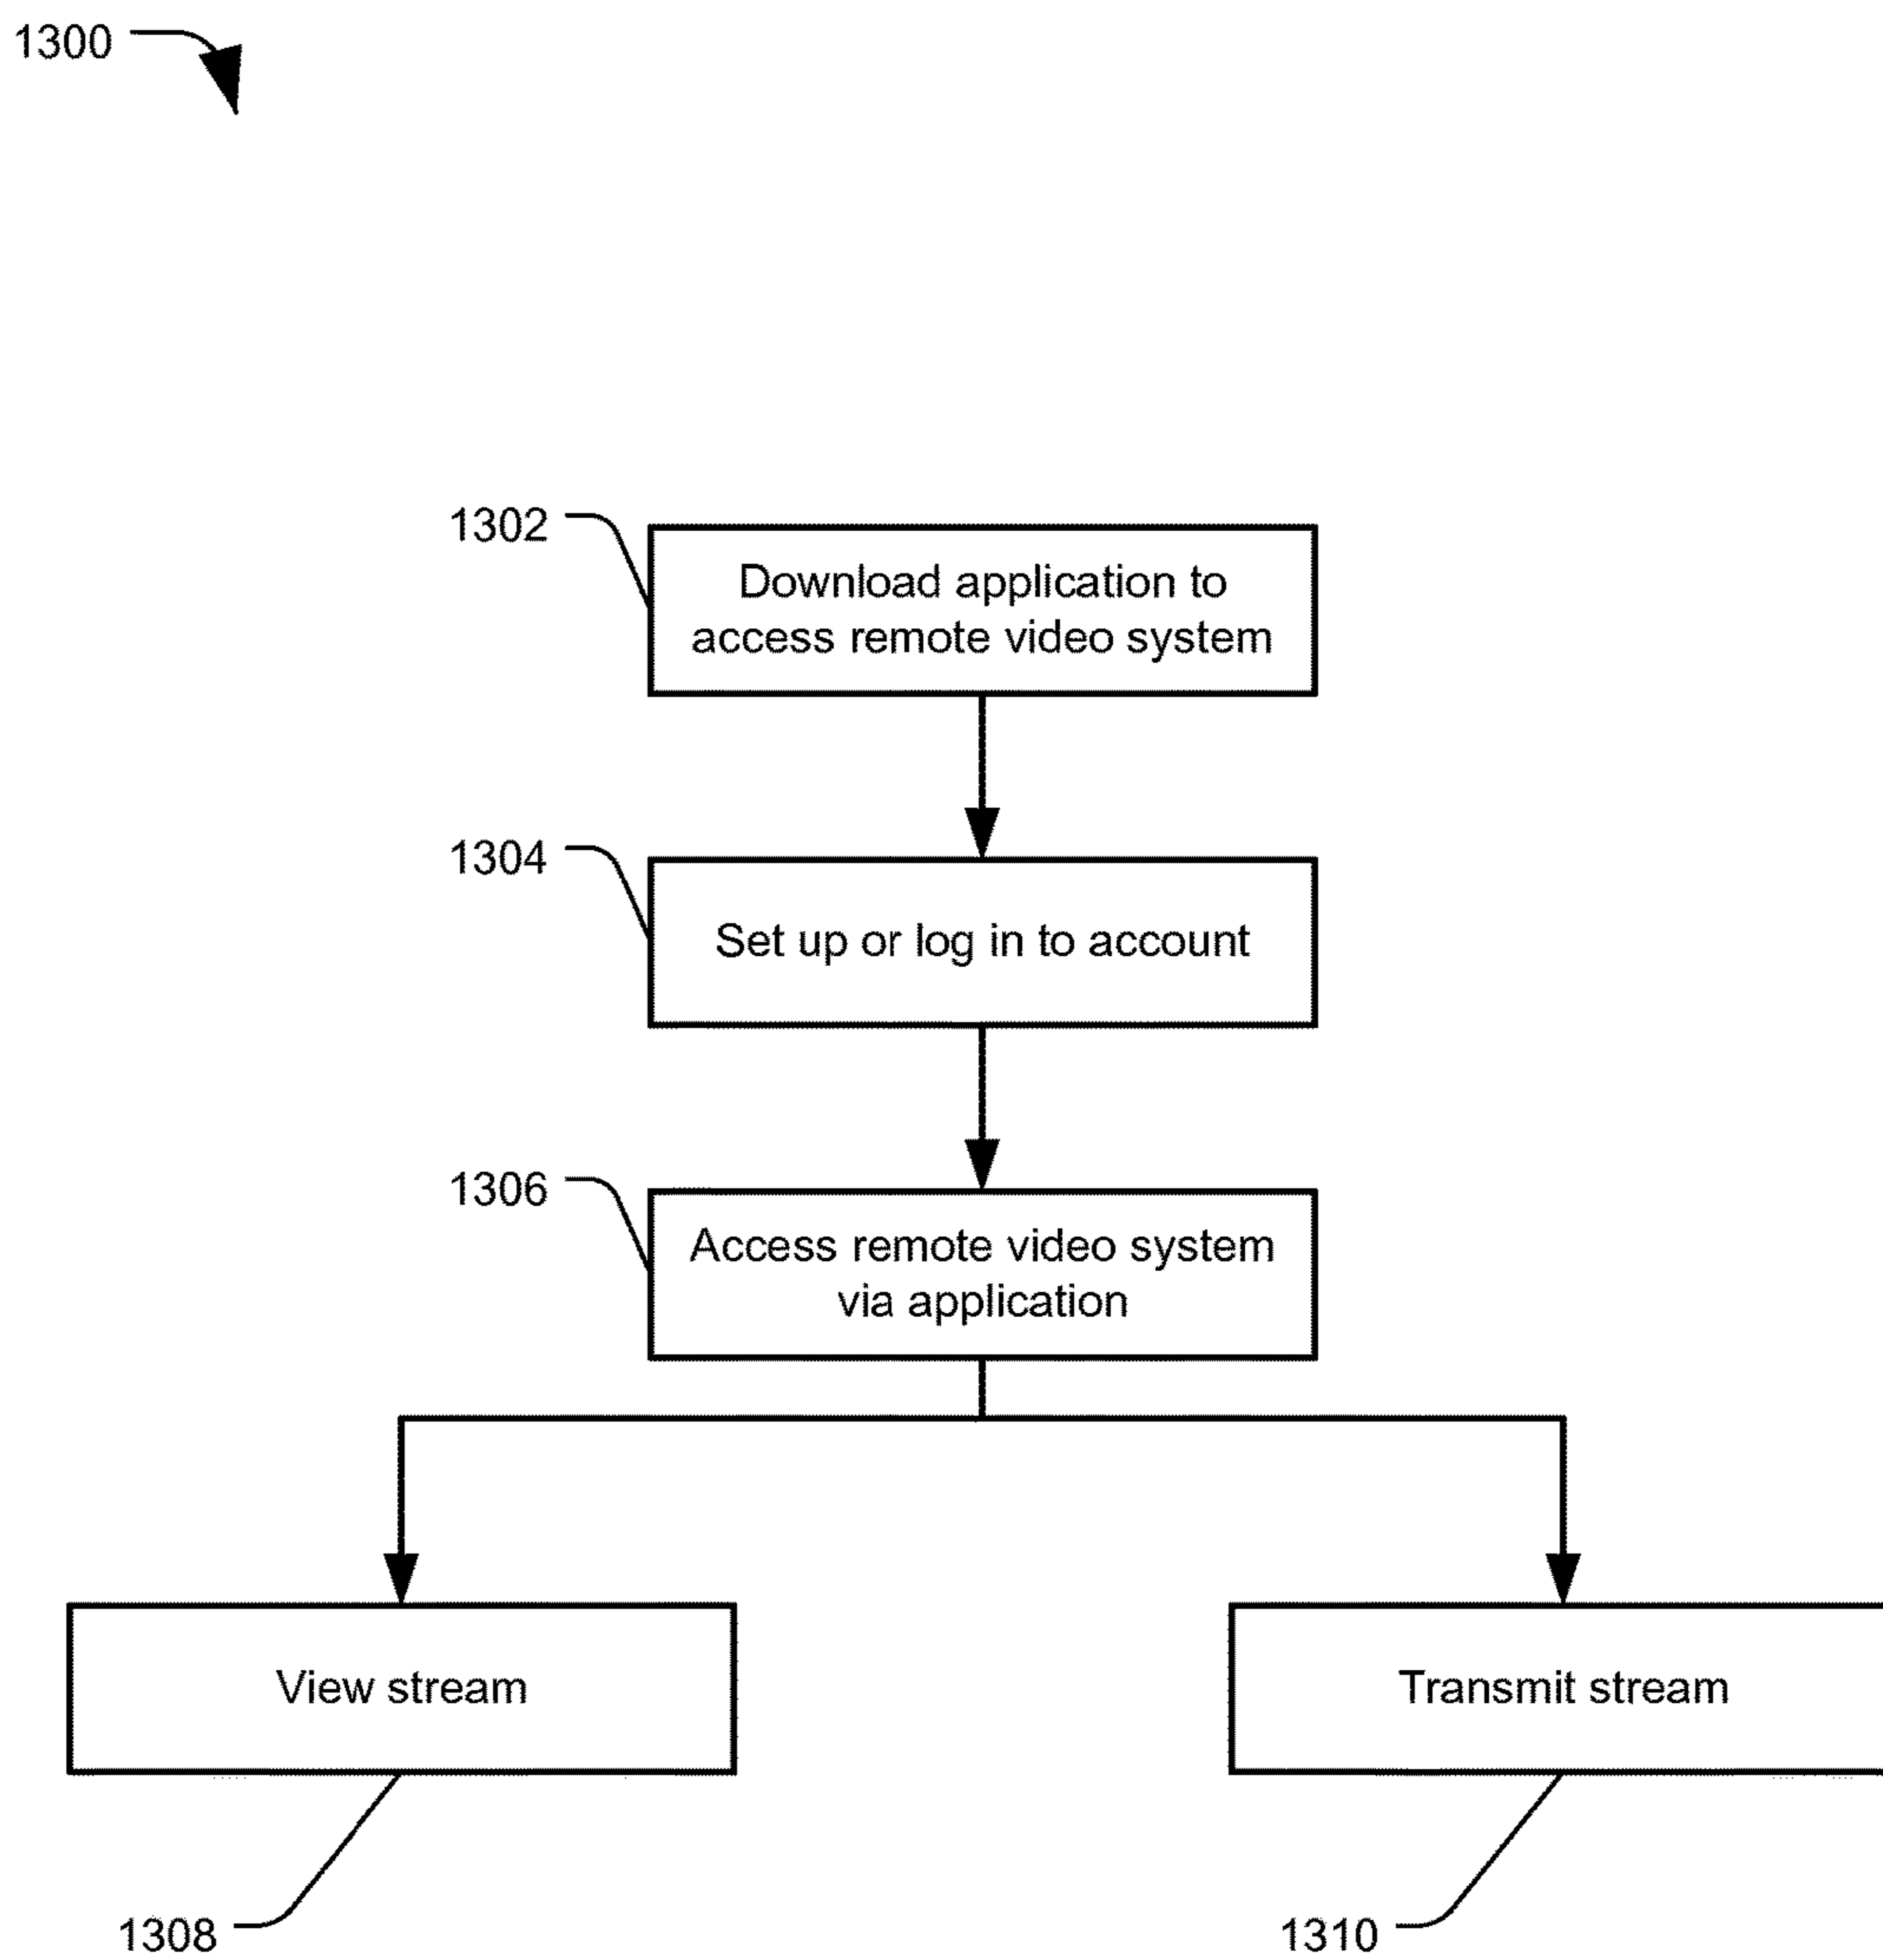 1300
1302
Download application to
access remote video system
1304
Set up or log in to account
1306
Access remote video system
via application
View stream
Transmit stream
1308
1310